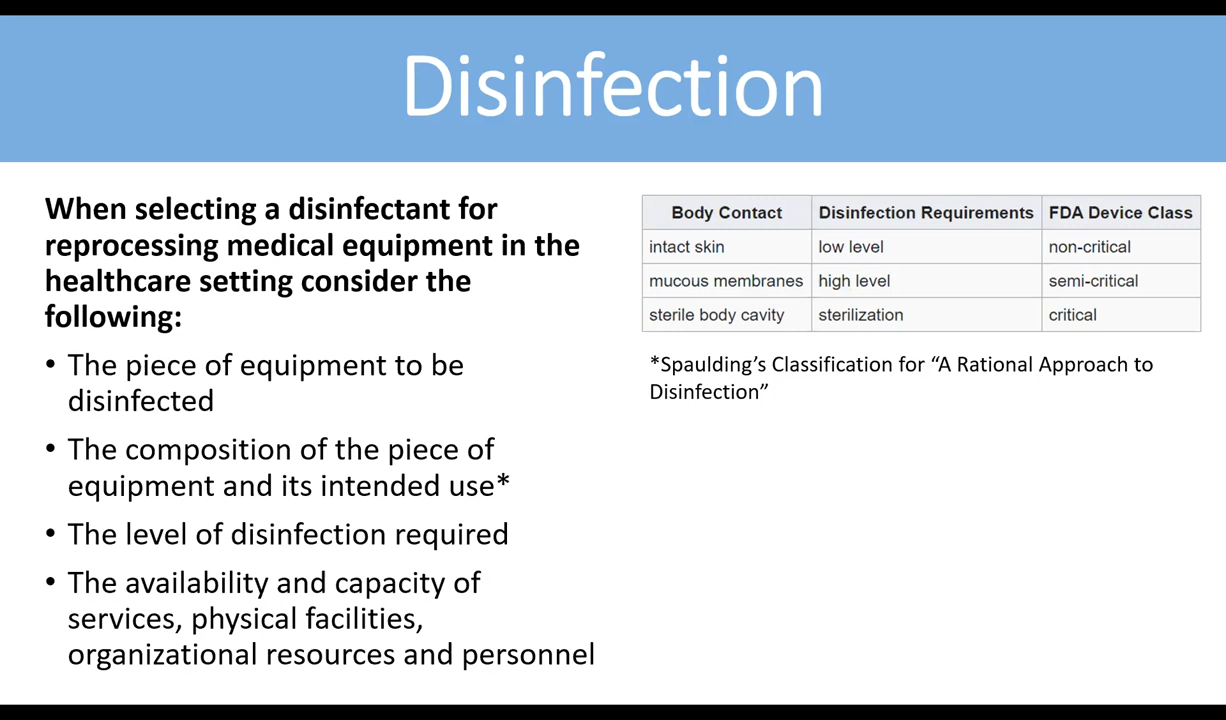 Disinfection
When selecting a disinfectant for
reprocessing medical equipment in the
healthcare setting consider the
following:
• The piece of equipment to be
disinfected
• The composition of the piece of
equipment and its intended use*
• The level of disinfection required
• The availability and capacity of
services, physical facilities,
organizational resources and personnel
Body Contact Disinfection Requirements FDA Device Class
intact skin low level non-critical
mucous membranes high level semi-critical
sterile body cavity sterilization critical
*Spaulding’s Classification for “A Rational Approach to
Disinfection”